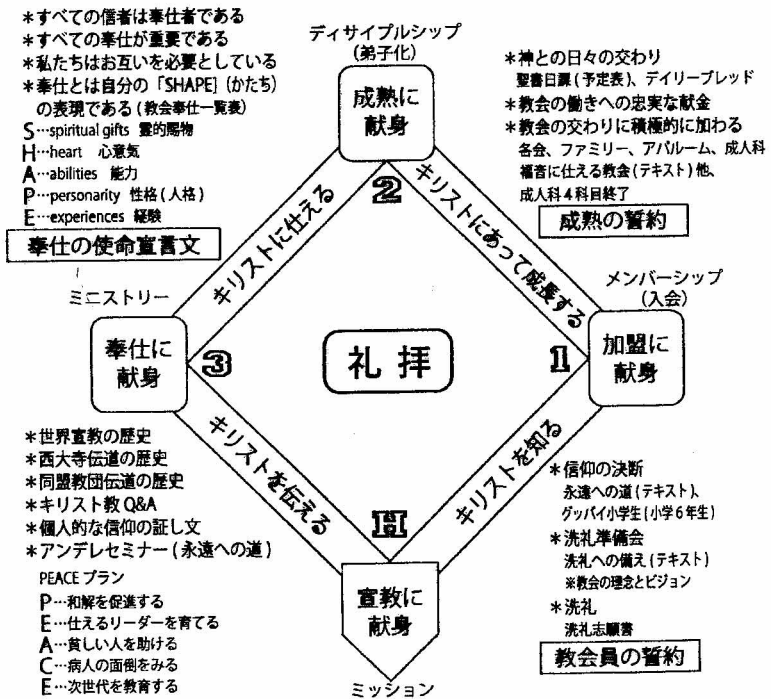 *すべての信者は奉仕者である
*すべての奉仕が重要である
*私たちはお互いを必要としている
*奉仕とは自分の「SHAPE](かたち)
の表現である(教会奉仕一覧表)
S…spiritual gifts 霊的賜物
H…heart 心意気
A…abilities 能力
P…personarity 性格(人格)
E…experiences 経験
奉仕の使命宣言文
ディサイプルシップ
(弟子化)
成熟に
献身
2
*神との日々の交わり
聖書日課(予定表)、デイリーブレッド
*教会の働きへの忠実な献金
*教会の交わりに積極的に加わる
各会、ファミリー、アパルーム、成人科
福音に仕える教会(テキスト)他、
成人科4科目終了
成熟の誓約
キリストに仕える
キリストにあって成長する
ミニストリー
奉仕に
献身
3
礼拝
メンバーシップ
(入会)
1
加盟に
献身
キリストを伝える
キリストを知る
*世界宣教の歴史
*西大寺伝道の歴史
*同盟教団伝道の歴史
*キリスト教Q&A
*個人的な信仰の証し文
*アンデレセミナー(永遠への道)
PEACEプラン
P…和解を促進する
E…仕えるリーダーを育てる
A…貧しい人を助ける
C…病人の面倒をみる
E…次世代を教育する
H
宣教に
献身
ミッション
*信仰の決断
永遠への道(テキスト)、
グッバイ小学生(小学6年生)
*洗礼準備会
洗礼への備え(テキスト)
※教会の理念とビジョン
*洗礼
洗礼志願書
教会員の誓約